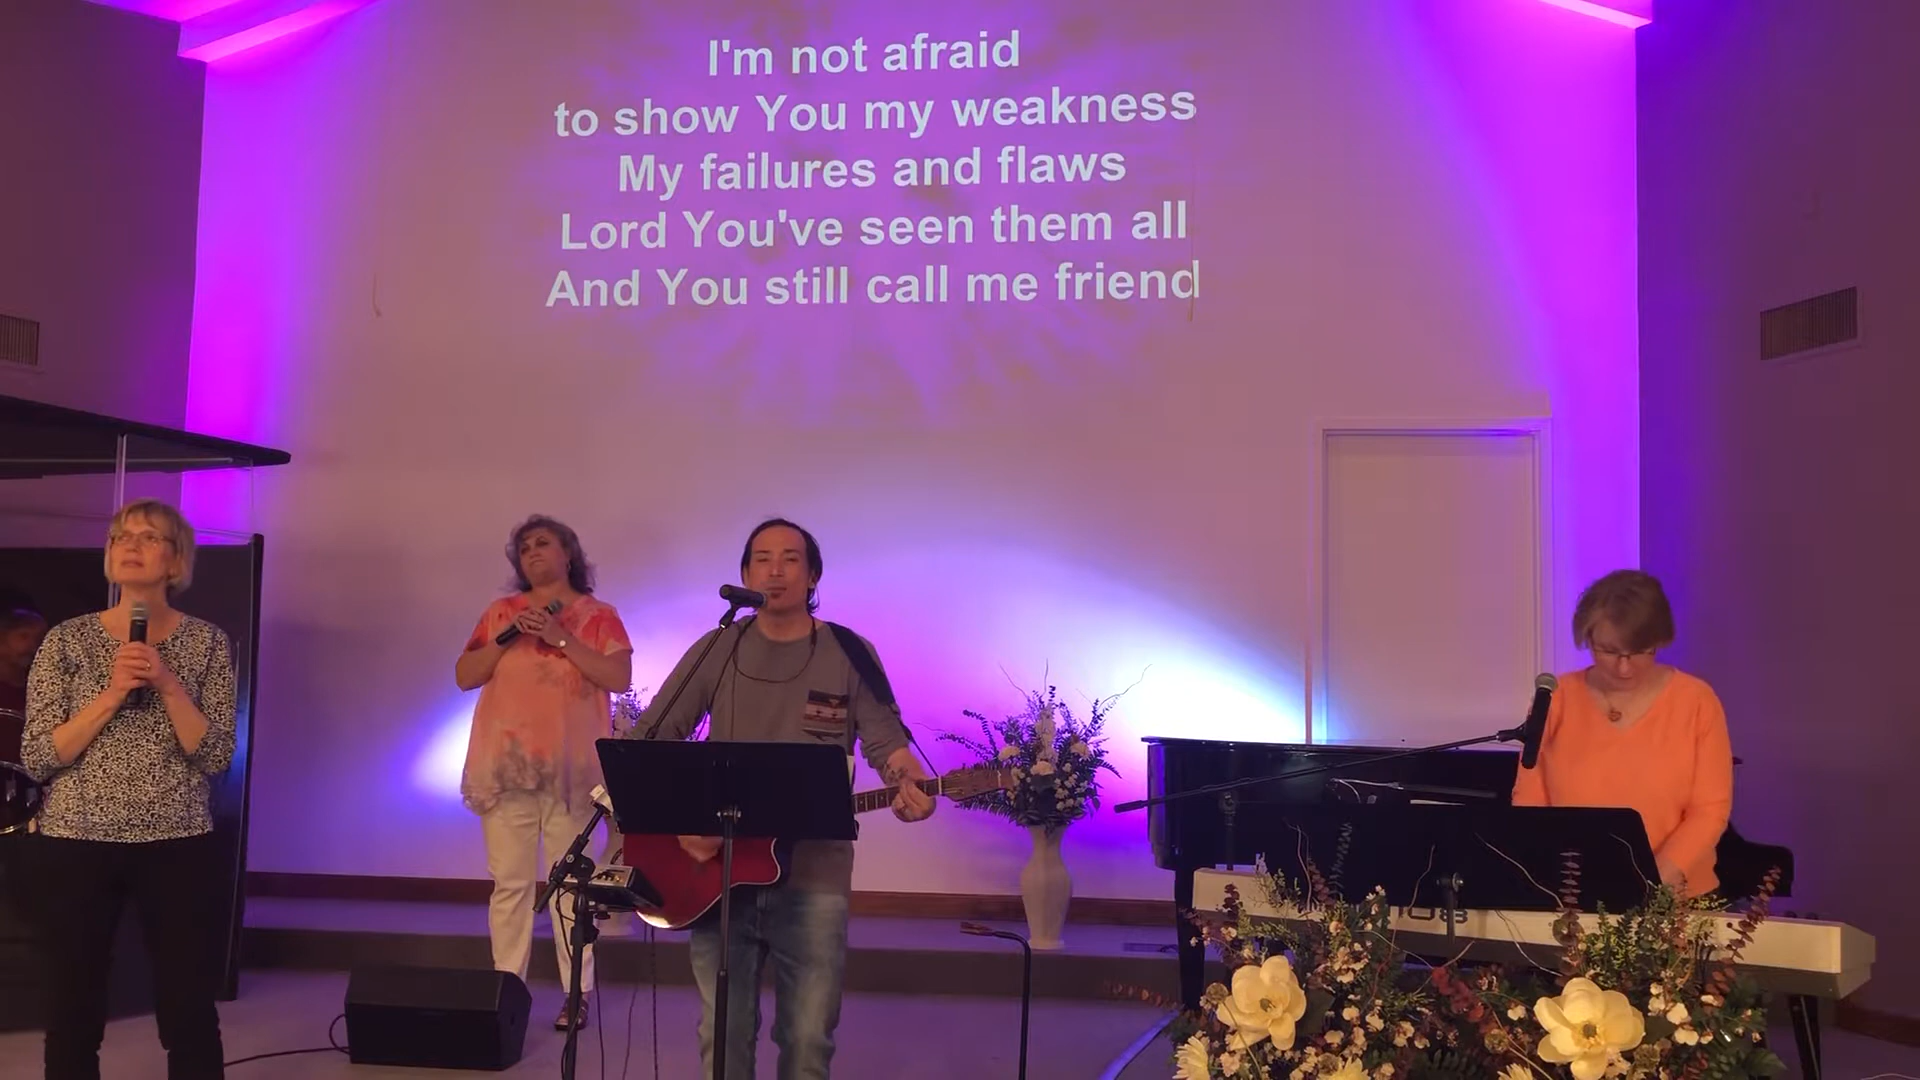 I'm not afraid
to show You my weakness
My failures and flaws
Lord You've seen them all
And You still call me friend